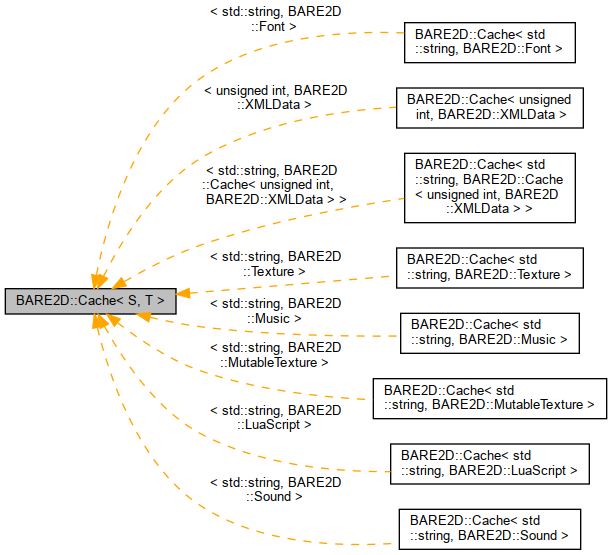 BARE2D::Cache< S, T >
< std::string, BARE2D
::Font >
BARE2D::Cache< std
::string, BARE2D::Font >
< unsigned int, BARE2D
::XMLData >
BARE2D::Cache< unsigned
int, BARE2D::XMLData >
< std::string, BARE2D
::Cache< unsigned int,
BARE2D::XMLData > >
BARE2D::Cache< std
::string, BARE2D::Cache
< unsigned int, BARE2D
::XMLData > >
< std::string, BARE2D
::Texture >
BARE2D::Cache< std
::string, BARE2D::Texture >
< std::string, BARE2D
::Music >
BARE2D::Cache< std
::string, BARE2D::Music >
< std::string, BARE2D
::MutableTexture >
BARE2D::Cache< std
::string, BARE2D::MutableTexture >
< std::string, BARE2D
::LuaScript >
BARE2D::Cache< std
::string, BARE2D::LuaScript >
< std::string, BARE2D
::Sound >
BARE2D::Cache< std
::string, BARE2D::Sound >